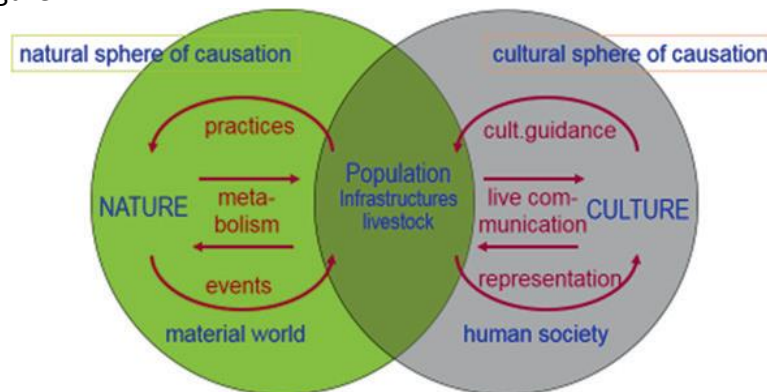 natural sphere of causation
cultural sphere of causation
practices
cult.guidance
Population
Infrastructures
livestock
NATURE
meta-
bolism
live com-
munication
CULTURE
events
representation
material world
human society